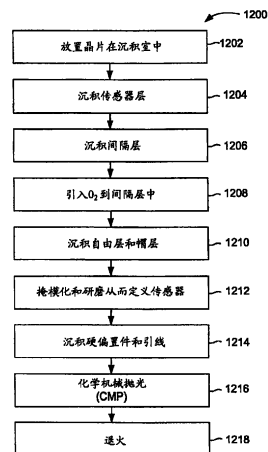 1200
放置晶片在沉积室中
1202
沉积传感器层
1204
沉积间隔层
1206
引入O₂到间隔层中
1208
沉积自由层和帽层
1210
掩模化和研磨从而定义传感器
1212
沉积硬偏置件和引线
1214
化学机械抛光
(CMP)
1216
退火
1218